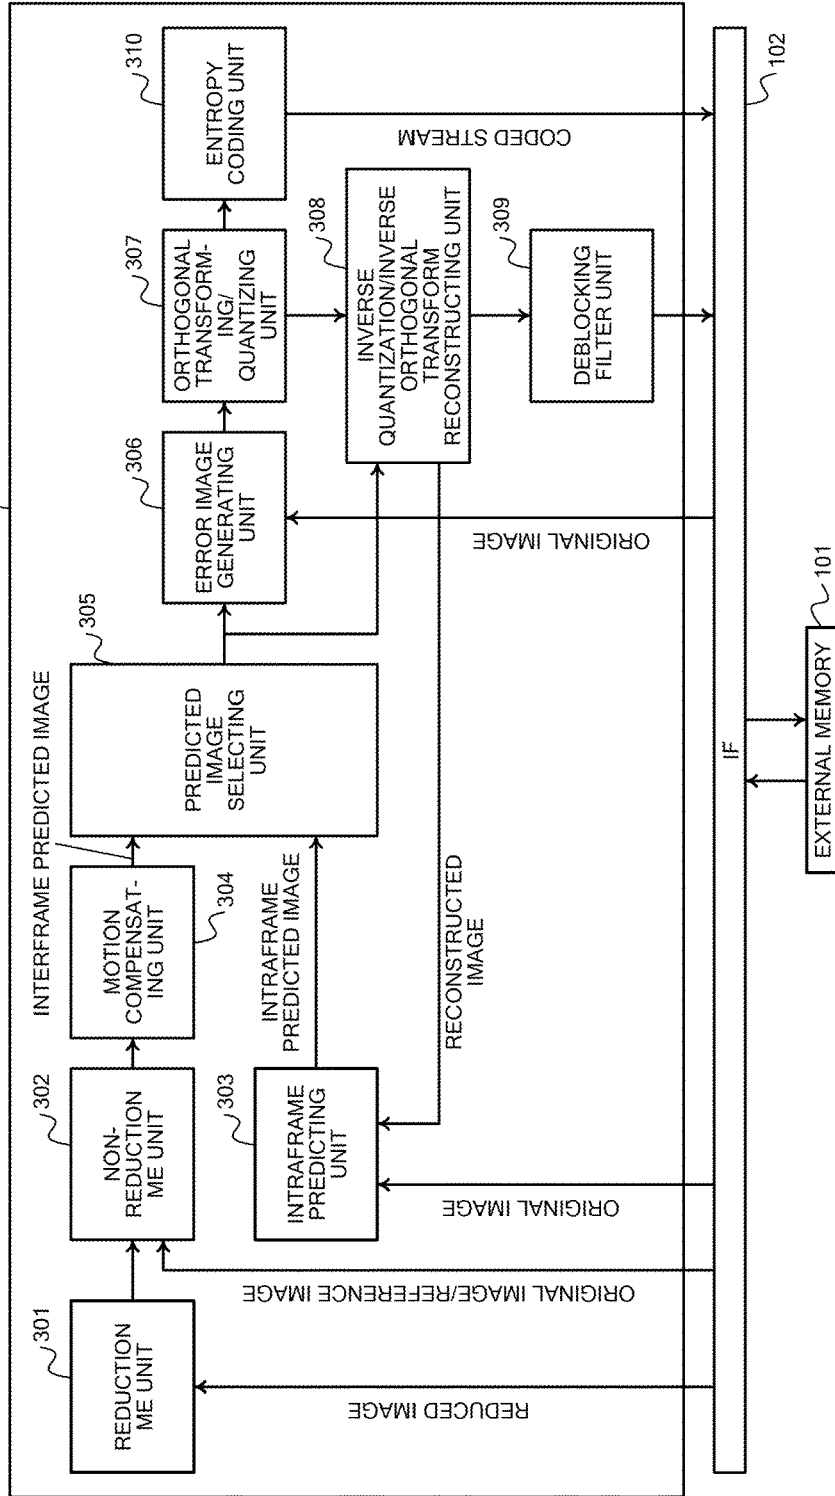 301
REDUCTION
ME UNIT
302
NON-
REDUCTION
ME UNIT
304
MOTION
COMPENSAT-
ING UNIT
INTERFRAME PREDICTED IMAGE
303
INTRAFRAME
PREDICTING
UNIT
INTRAFRAME
PREDICTED IMAGE
305
PREDICTED
IMAGE
SELECTING
UNIT
306
ERROR IMAGE
GENERATING
UNIT
307
ORTHOGONAL
TRANSFORM-
ING/
QUANTIZING
UNIT
310
ENTROPY
CODING UNIT
308
INVERSE
QUANTIZATION/INVERSE
ORTHOGONAL
TRANSFORM
RECONSTRUCTING UNIT
309
DEBLOCKING
FILTER UNIT
RECONSTRUCTED
IMAGE
REDUCED IMAGE
ORIGINAL IMAGE/REFERENCE IMAGE
ORIGINAL IMAGE
ORIGINAL IMAGE
CODED STREAM
IF
102
EXTERNAL MEMORY
101